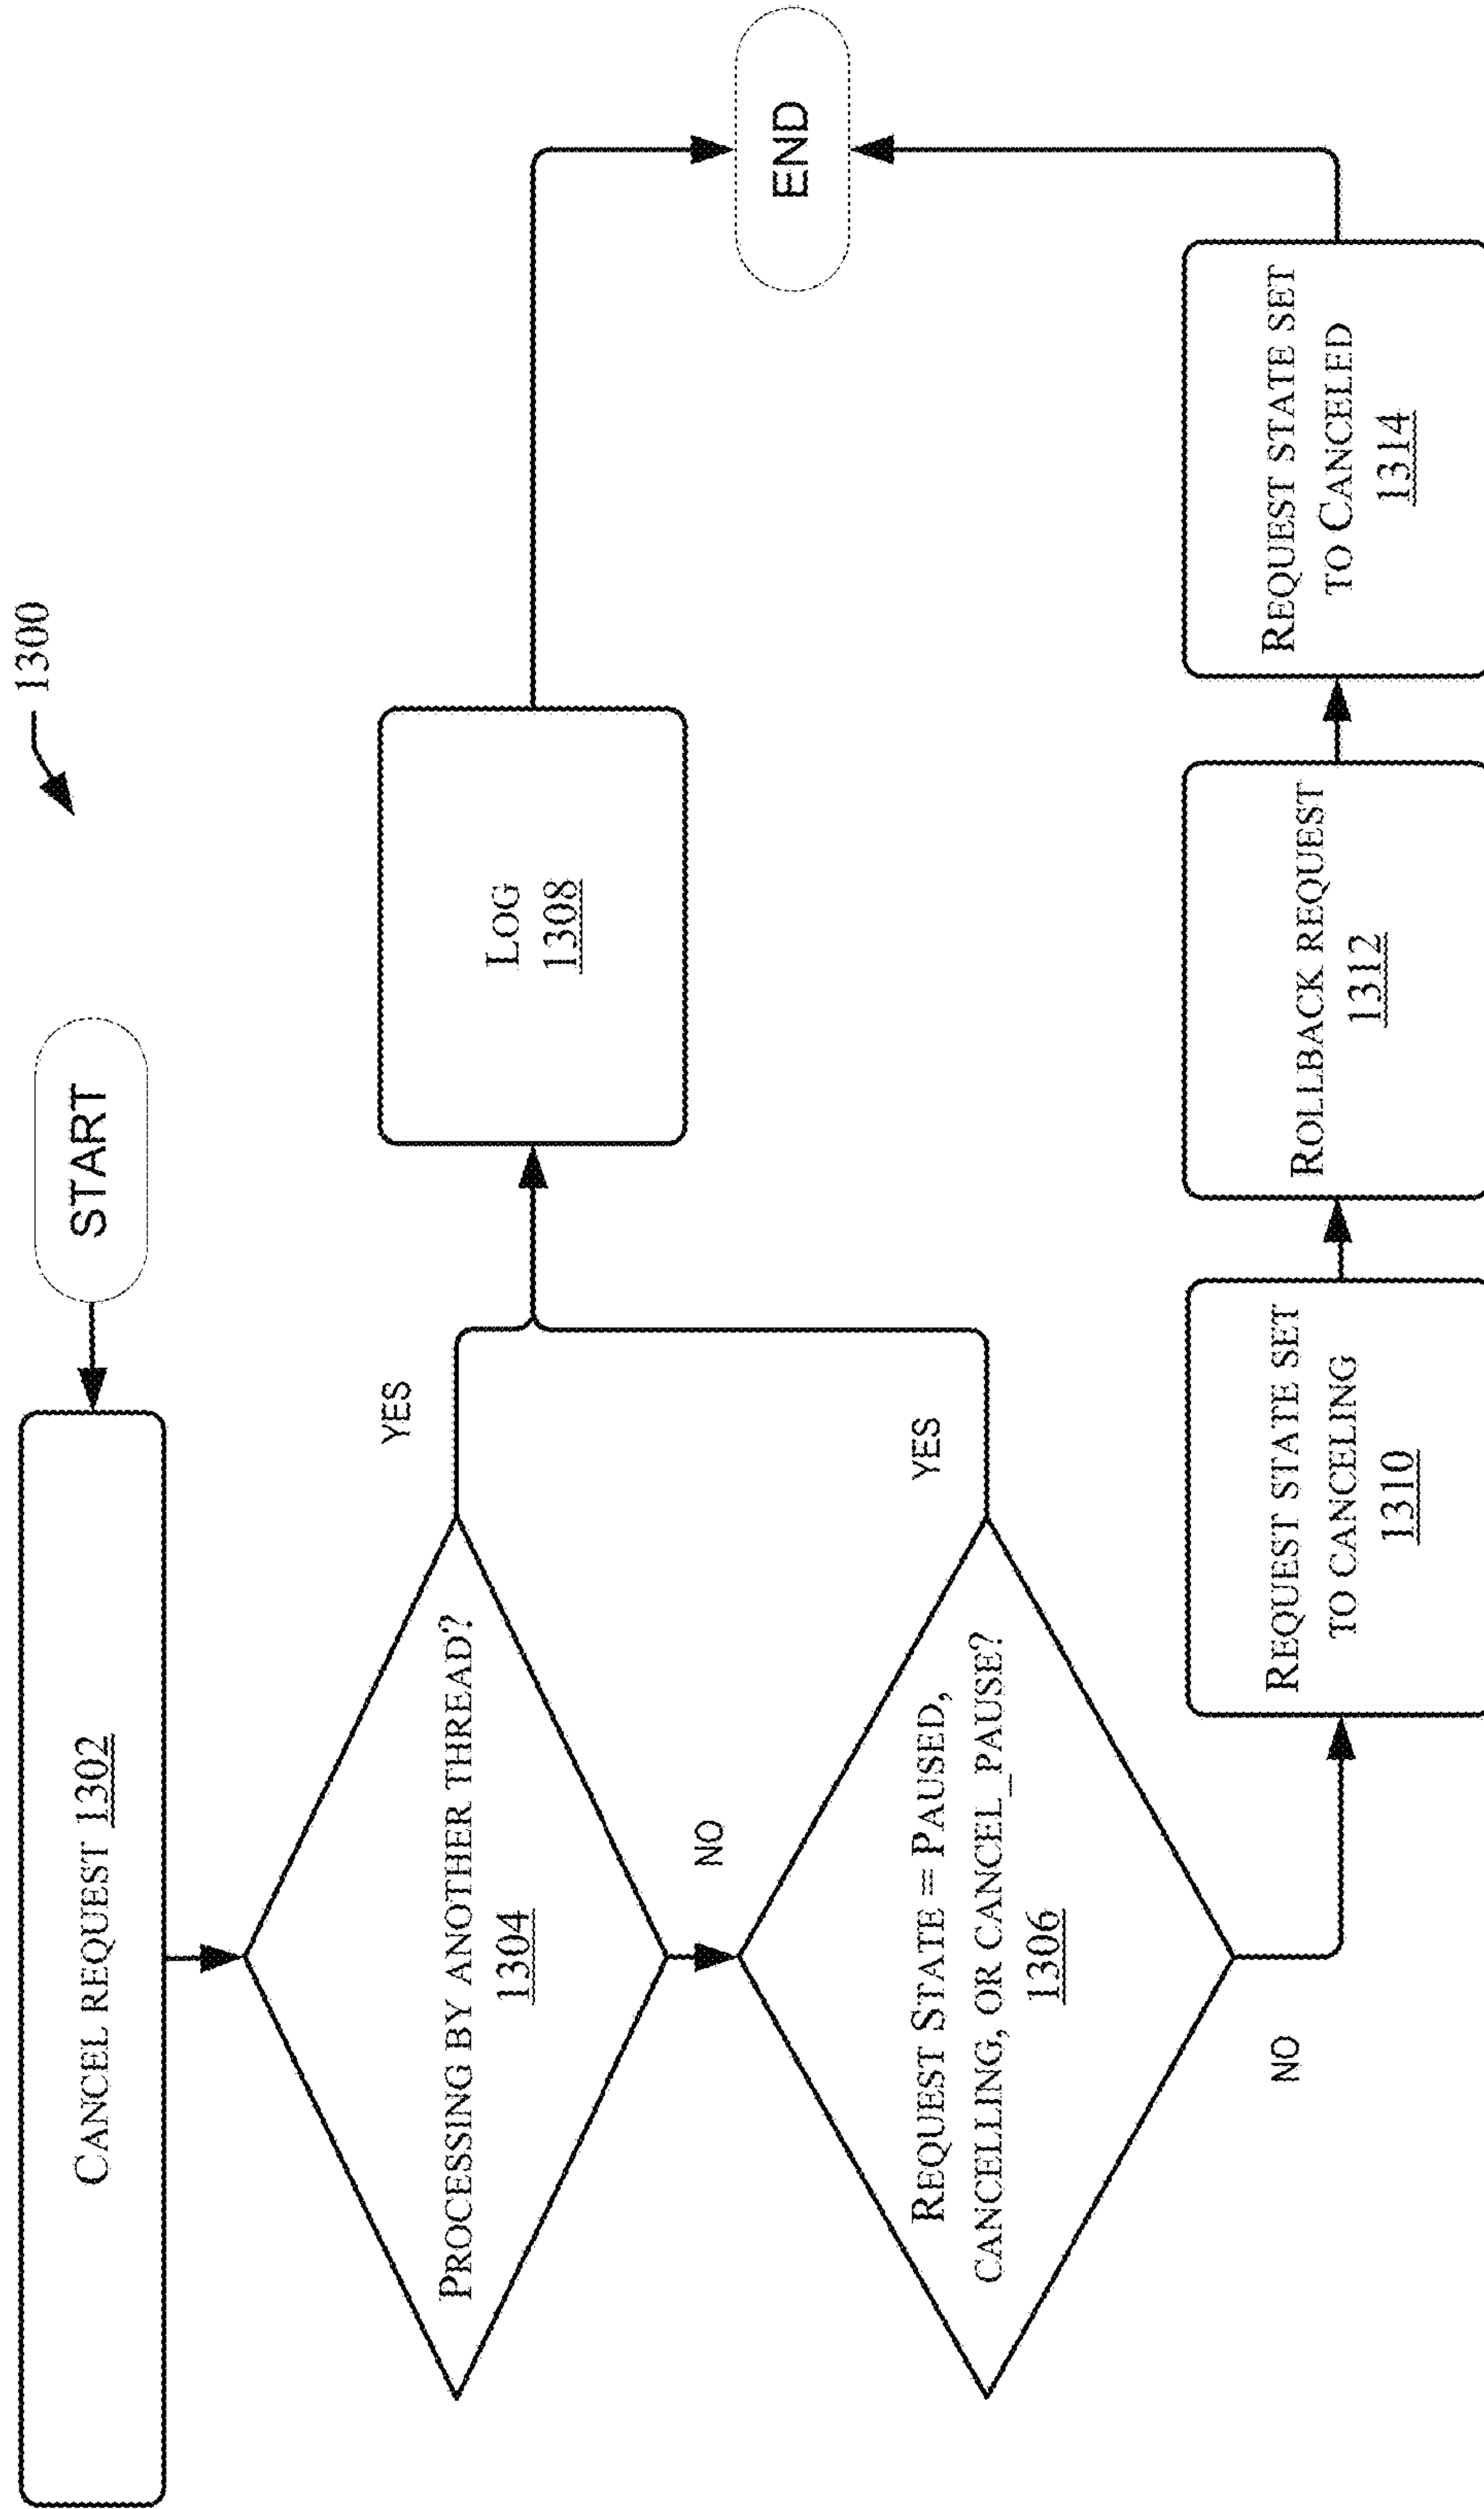 1300
START
CANCEL REQUEST 1302
PROCESSING BY ANOTHER THREAD?
1304
YES
NO
LOG
1308
REQUEST STATE = PAUSED,
CANCELLING, OR CANCEL_PAUSE?
1306
YES
NO
REQUEST STATE SET
TO CANCELING
1310
ROLLBACK REQUEST
1312
REQUEST STATE SET
TO CANCELED
1314
END